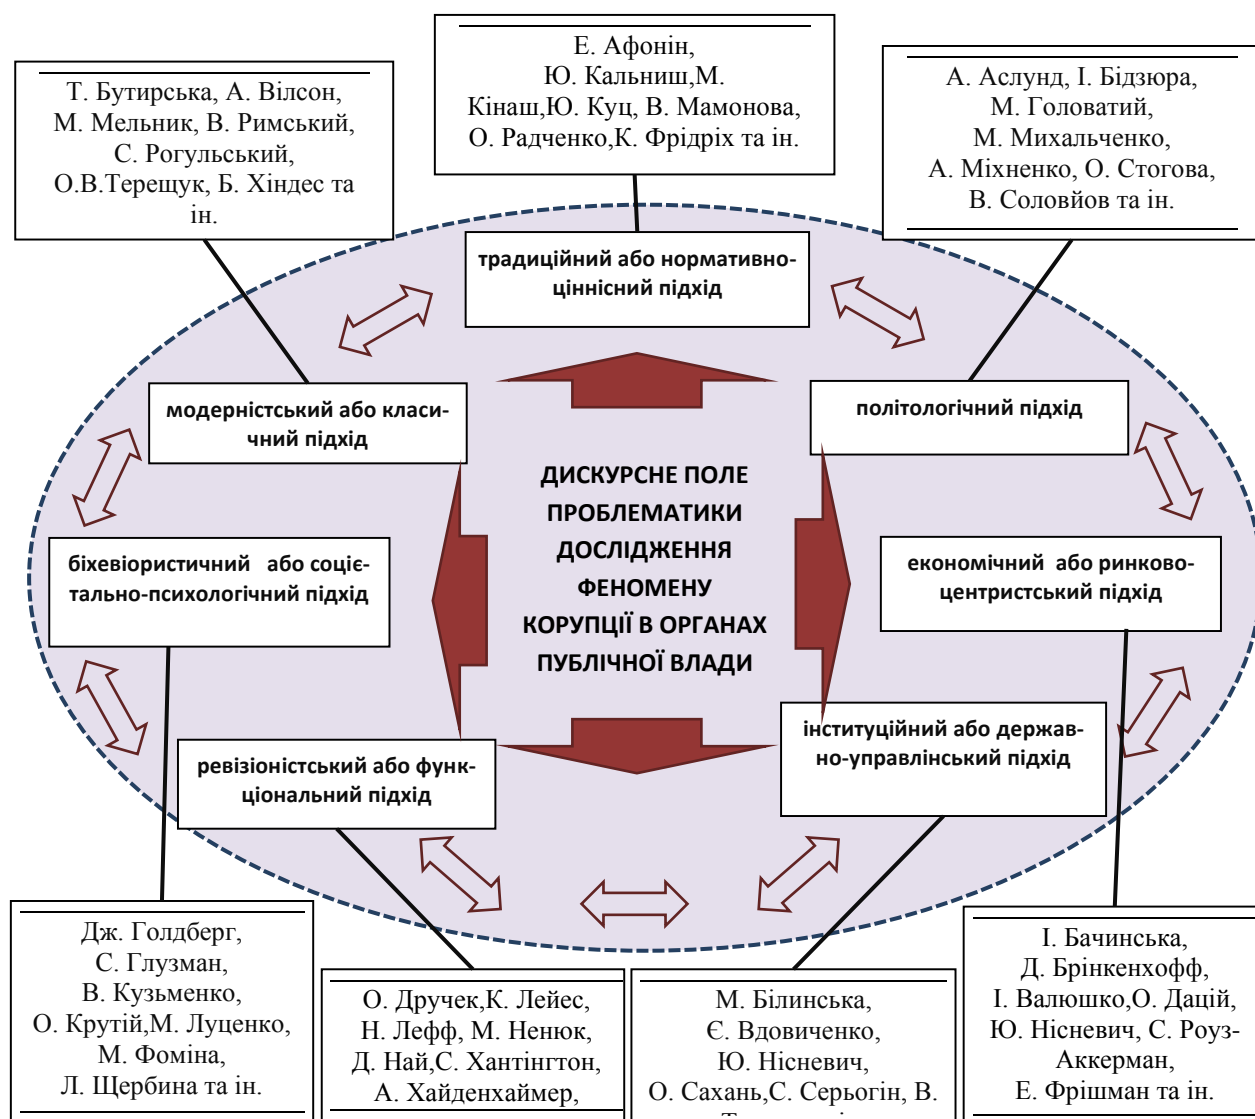 Е. Афонін,
Ю. Кальниш,М.
Кінаш,Ю. Куц, В. Мамонова,
О. Радченко,К. Фрідріх та ін.
Т. Бутирська, А. Вілсон,
М. Мельник, В. Римський,
С. Рогульський,
О.В.Терещук, Б. Хіндес та
ін.
А. Аслунд, І. Бідзюра,
М. Головатий,
М. Михальченко,
А. Міхненко, О. Стогова,
В. Соловйов та ін.
традиційний або нормативно-
ціннісний підхід
модерністський або класи-
чний підхід
політологічний підхід
ДИСКУРСНЕ ПОЛЕ
ПРОБЛЕМАТИКИ
ДОСЛІДЖЕННЯ
ФЕНОМЕНУ
КОРУПЦІЇ В ОРГАНАХ
ПУБЛІЧНОЇ ВЛАДИ
біхевіористичний або соціє-
тально-психологічний підхід
економічний або ринково-
центристський підхід
ревізіоністський або функ-
ціональний підхід
інституційний або держав-
но-управлінський підхід
Дж. Голдберг,
С. Глузман,
В. Кузьменко,
О. Крутій,М. Луценко,
М. Фоміна,
Л. Щербина та ін.
О. Дручек,К. Лейес,
Н. Лефф, М. Ненюк,
Д. Най,С. Хантінгтон,
А. Хайденхаймер,
М. Білинська,
Є. Вдовиченко,
Ю. Нісневич,
О. Сахань,С. Серьогін, В.
І. Бачинська,
Д. Брінкенхофф,
І. Валюшко,О. Дацій,
Ю. Нісневич, С. Роуз-
Аккерман,
Е. Фрішман та ін.